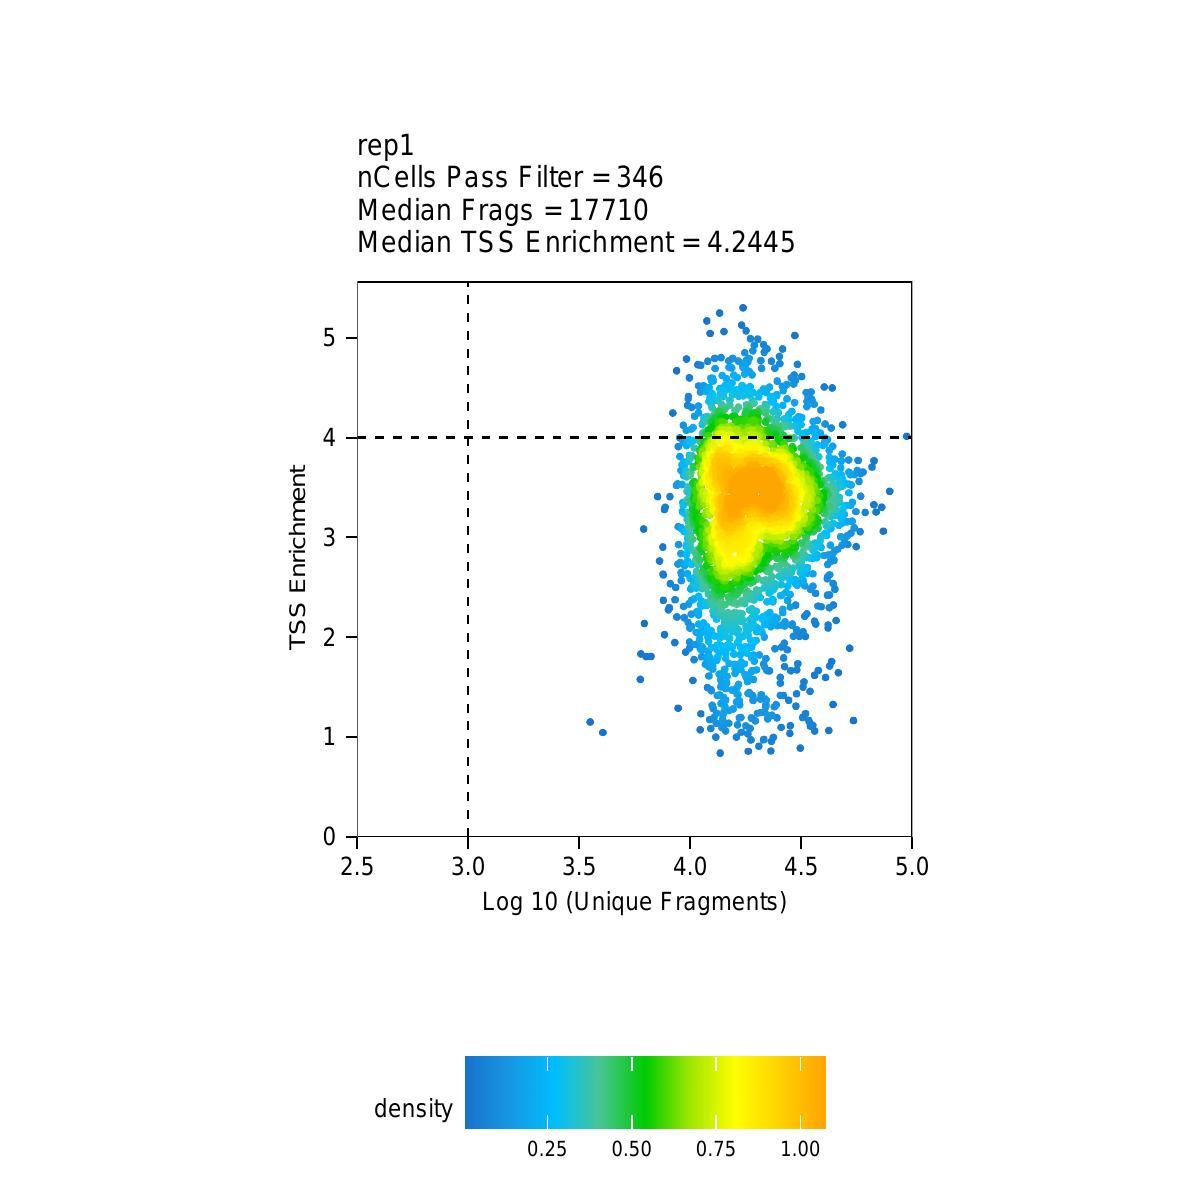 rep1
nCells Pass Filter = 346
Median Frags = 17710
Median TSS Enrichment = 4.2445
5
4
3
2
1
0
TSS Enrichment
2.5 3.0 3.5 4.0 4.5 5.0
Log 10 (Unique Fragments)
density
0.25 0.50 0.75 1.00